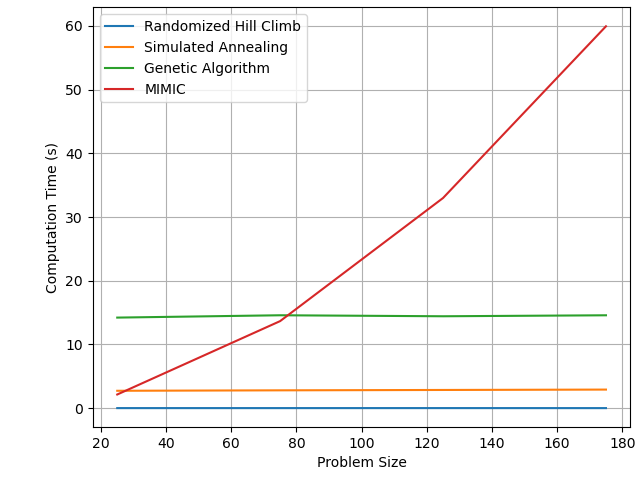 Randomized Hill Climb
Simulated Annealing
Genetic Algorithm
MIMIC
Computation Time (s)
60
50
40
30
20
10
0
20 40 60 80 100 120 140 160 180
Problem Size